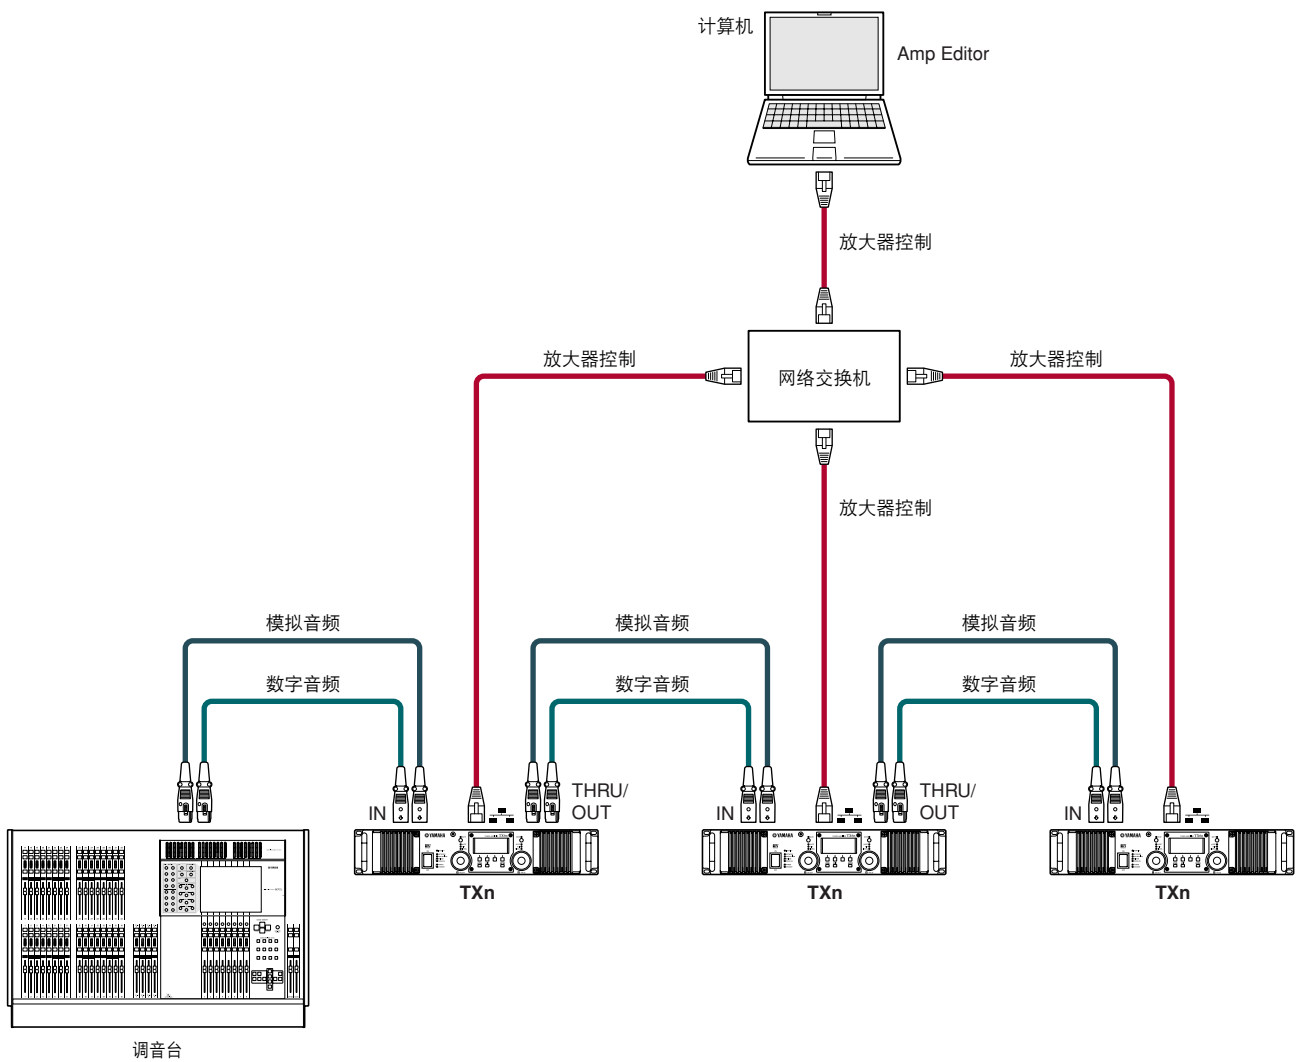 计算机
Amp Editor
放大器控制
放大器控制
网络交换机
放大器控制
放大器控制
模拟音频
模拟音频
模拟音频
数字音频
数字音频
数字音频
IN
THRU/
OUT
IN
THRU/
OUT
IN
YAMAHA
YAMAHA
YAMAHA
TXn
TXn
TXn
调音台